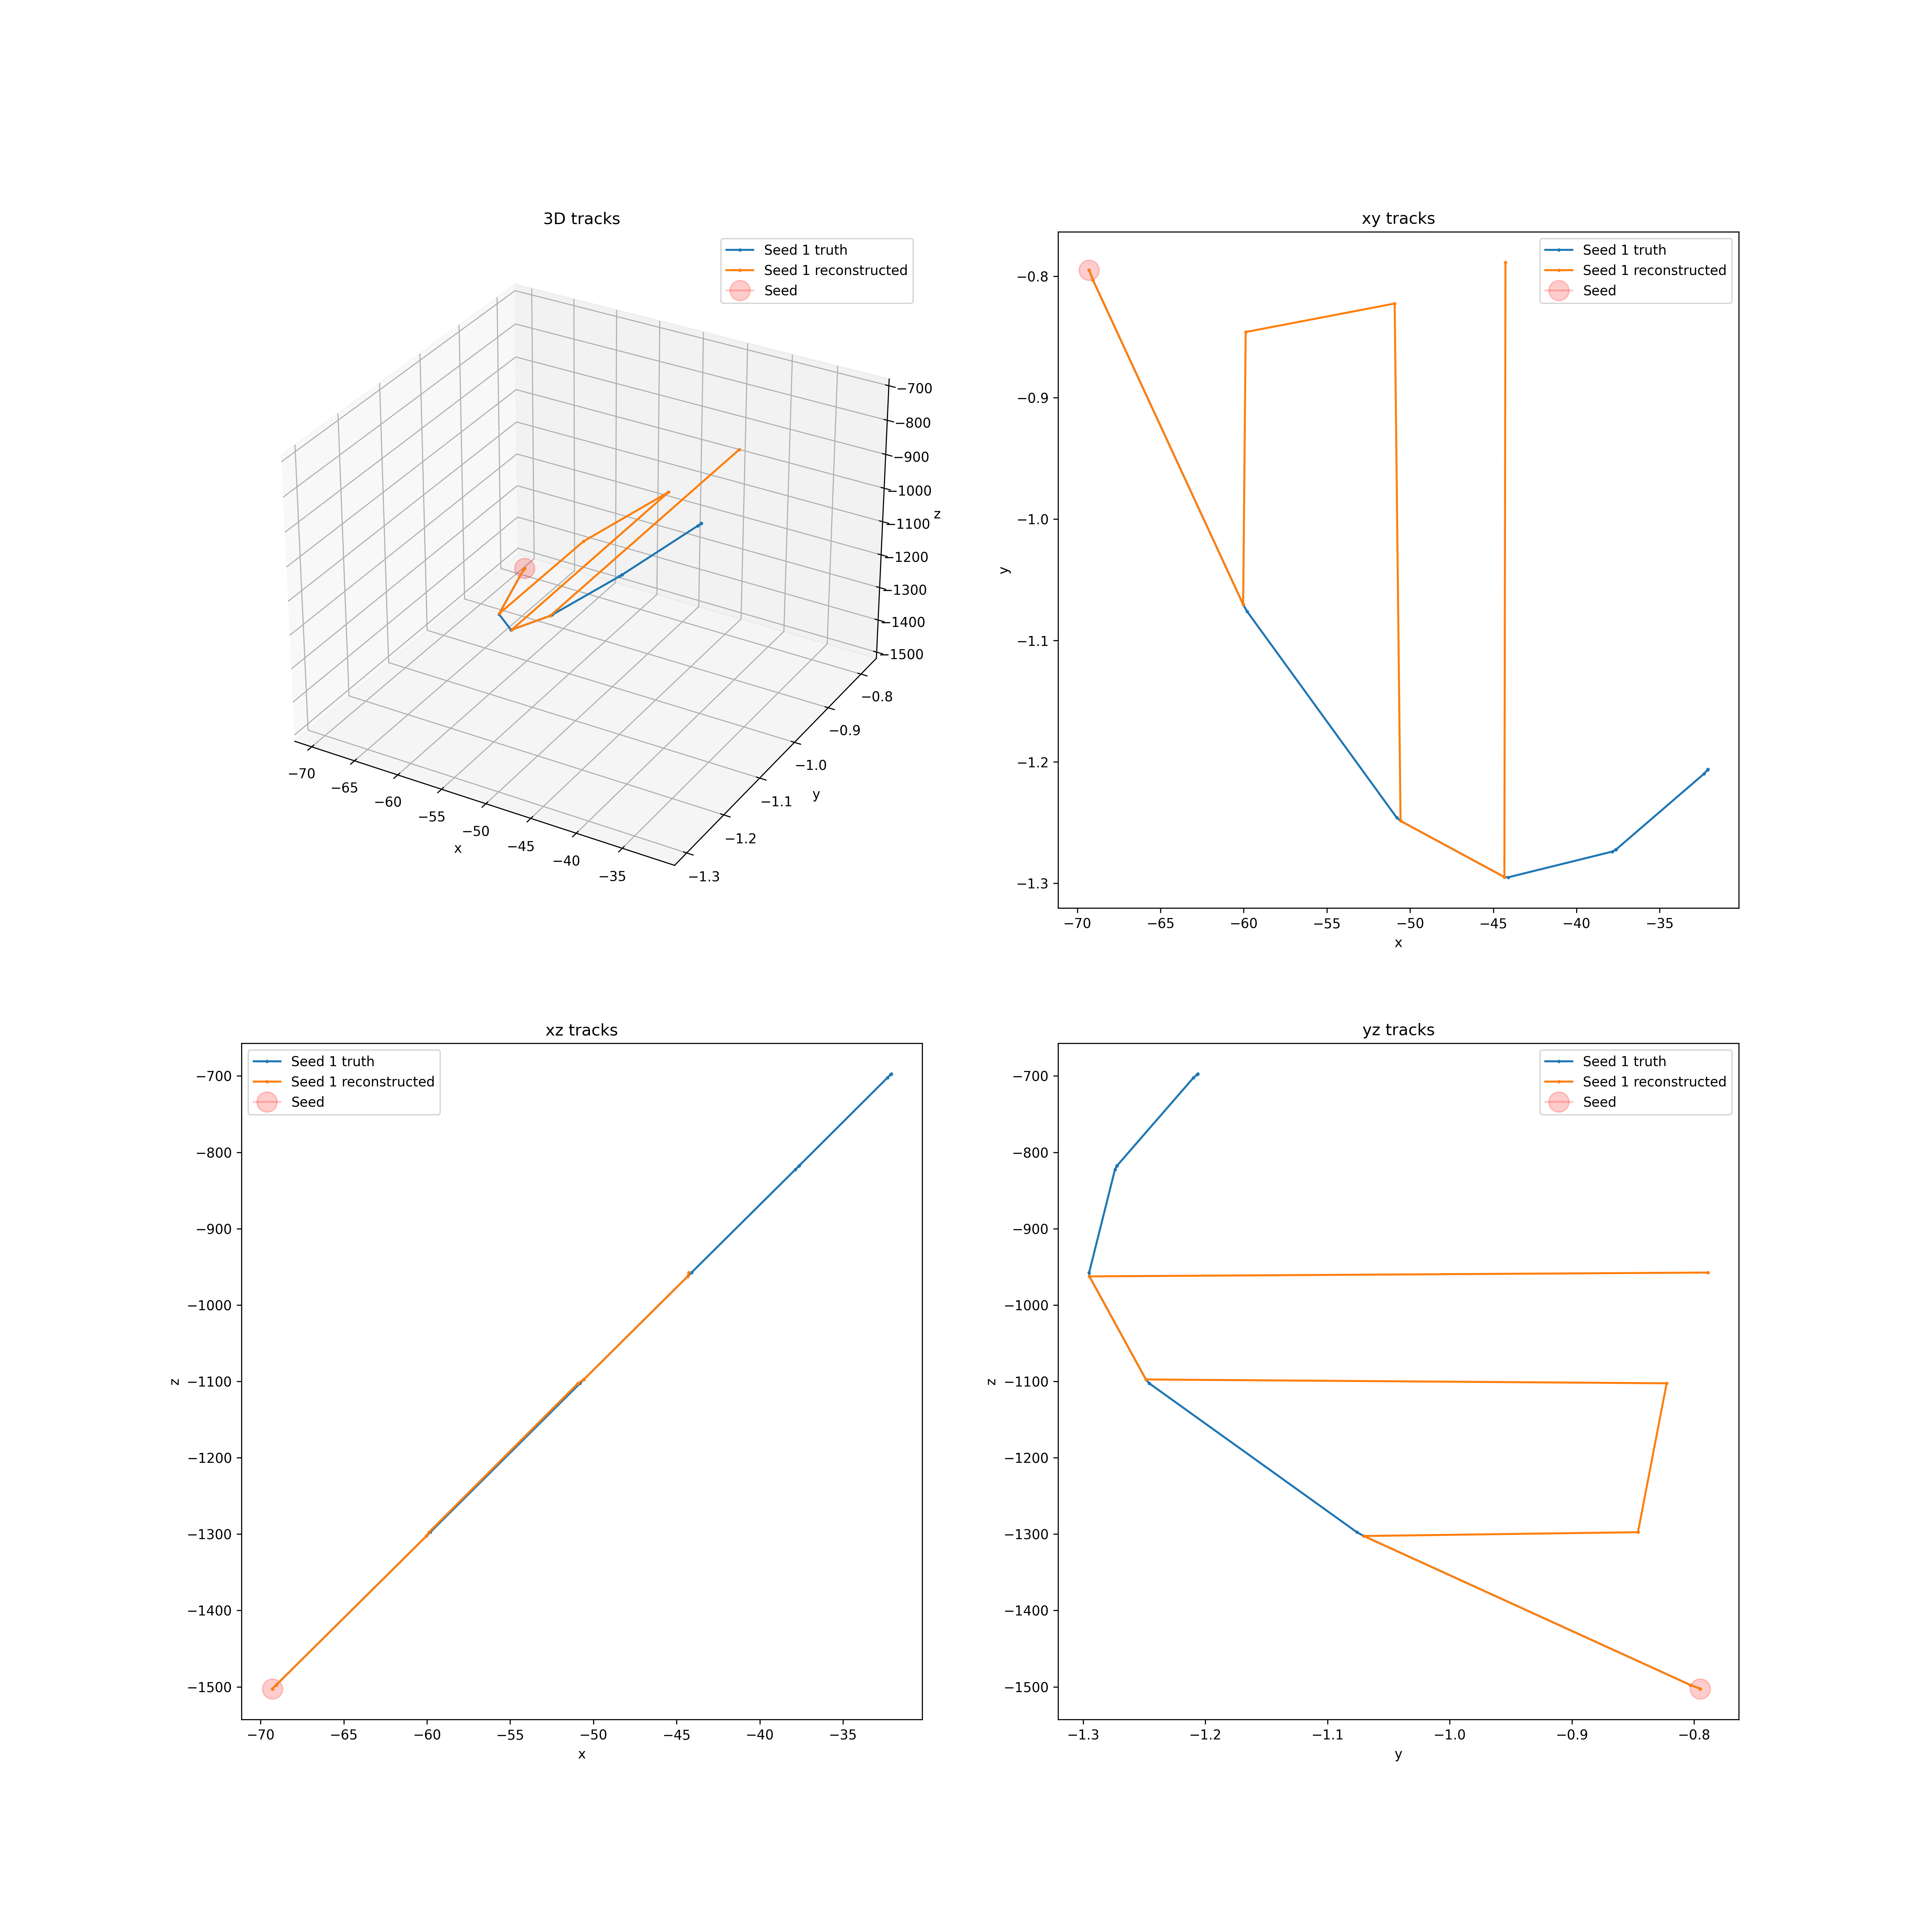 3D tracks
Seed 1 truth
Seed 1 reconstructed
Seed
−700
−800
−900
−1000
−1100
−1200
−1300
−1400
−1500
z
−0.8
−0.9
−1.0
−1.1
−1.2
−1.3
y
−70
−65
−60
−55
−50
−45
−40
−35
x
xy tracks
Seed 1 truth
Seed 1 reconstructed
Seed
−0.8
−0.9
−1.0
−1.1
−1.2
−1.3
y
−70 −65 −60 −55 −50 −45 −40 −35
x
xz tracks
Seed 1 truth
Seed 1 reconstructed
Seed
−700
−800
−900
−1000
−1100
−1200
−1300
−1400
−1500
z
−70 −65 −60 −55 −50 −45 −40 −35
x
yz tracks
Seed 1 truth
Seed 1 reconstructed
Seed
−700
−800
−900
−1000
−1100
−1200
−1300
−1400
−1500
z
−1.3 −1.2 −1.1 −1.0 −0.9 −0.8
y